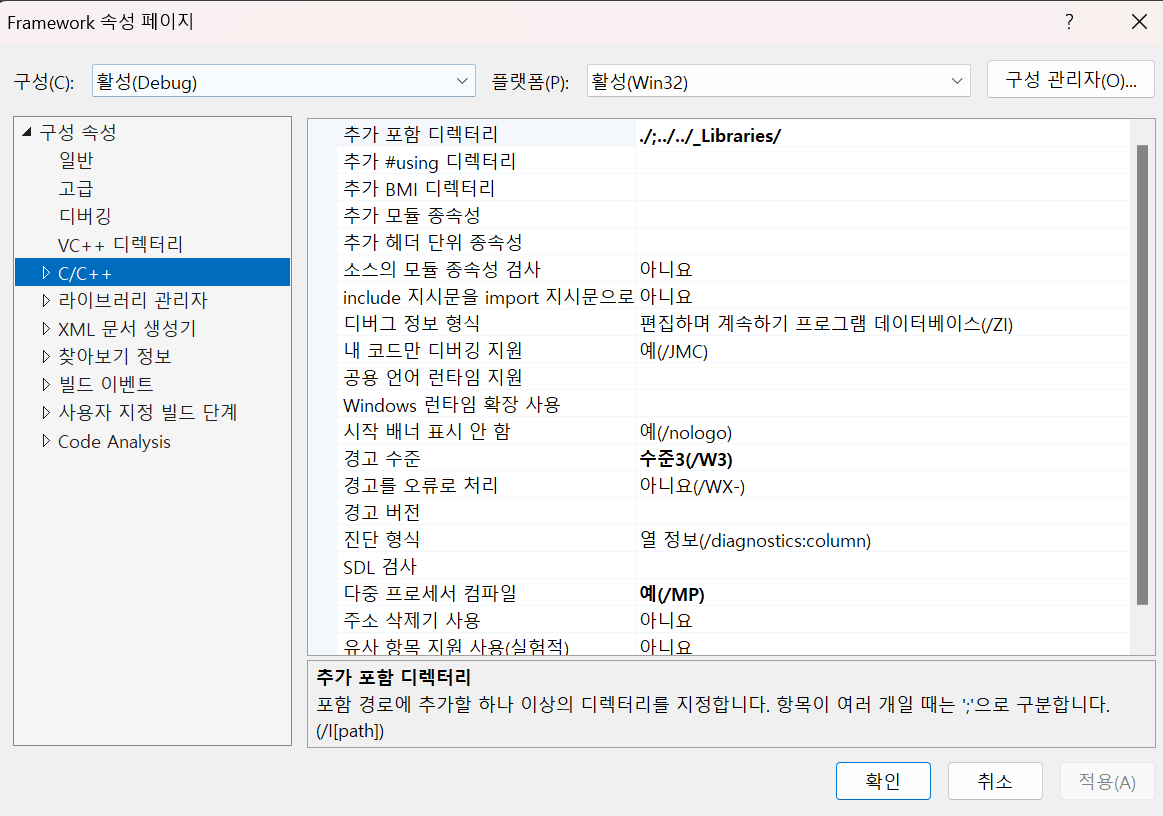 Framework 속성 페이지 ?
구성(C): 활성(Debug) 플랫폼(P): 활성(Win32) 구성 관리자(O)...
구성 속성
일반
고급
디버깅
VC++ 디렉터리
C/C++
라이브러리 관리자
XML 문서 생성기
찾아보기 정보
빌드 이벤트
사용자 지정 빌드 단계
Code Analysis
추가 포함 디렉터리 ./;../../_Libraries/
추가 #using 디렉터리
추가 BMI 디렉터리
추가 모듈 종속성
추가 헤더 단위 종속성
소스의 모듈 종속성 검사 아니요
include 지시문을 import 지시문으로 아니요
디버그 정보 형식 편집하며 계속하기 프로그램 데이터베이스(/ZI)
내 코드만 디버깅 지원 예(/JMC)
공용 언어 런타임 지원
Windows 런타임 확장 사용
시작 배너 표시 안 함 예(/nologo)
경고 수준 수준3(/W3)
경고를 오류로 처리 아니요(/WX-)
경고 버전
진단 형식 열 정보(/diagnostics:column)
SDL 검사
다중 프로세서 컴파일 예(/MP)
주소 삭제기 사용 아니요
유사 항목 지원 사용(실험적) 아니요
추가 포함 디렉터리
포함 경로에 추가할 하나 이상의 디렉터리를 지정합니다. 항목이 여러 개일 때는 ';'으로 구분합니다.
(/I[path])
확인 취소 적용(A)